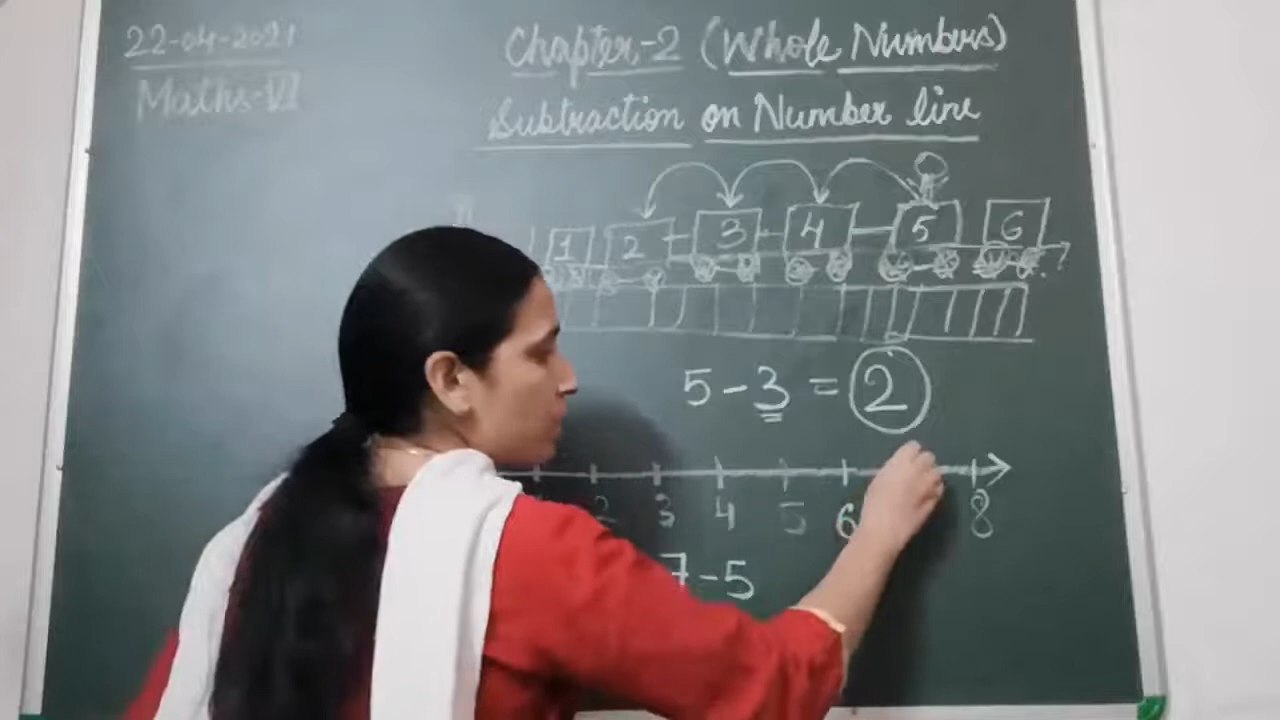 22-04-2021
Maths-VI
Chapter-2 (Whole Numbers)
Subtraction on Number line
1 2 3 4 5 6
5 - 3 = 2
2 3 4 5 6 8
7 - 5